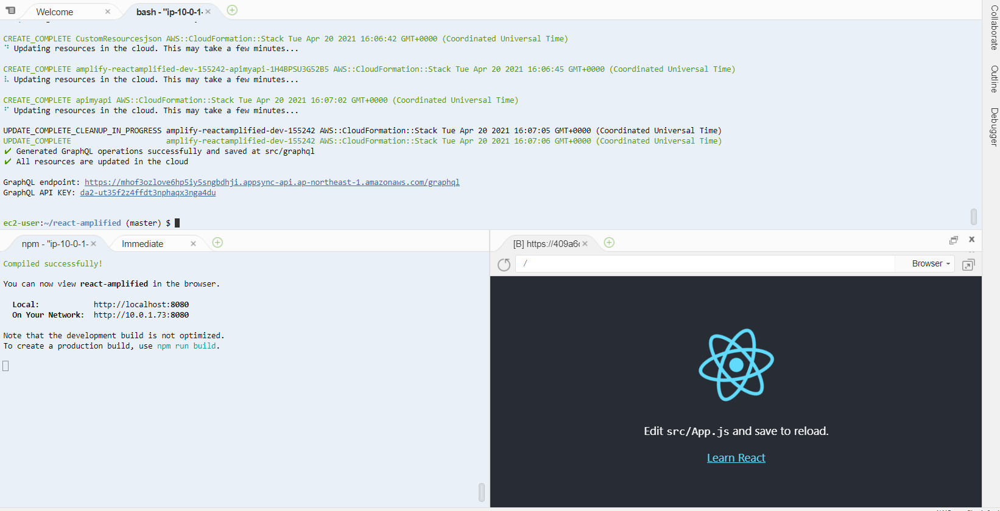 Welcome
bash - "ip-10-0-1-
CREATE_COMPLETE CustomResourcesjson AWS::CloudFormation::Stack Tue Apr 20 2021 16:06:42 GMT+0000 (Coordinated Universal Time)
Updating resources in the cloud. This may take a few minutes...
CREATE_COMPLETE amplify-reactamplified-dev-155242-apimyapi-1H4BPSU3G52B5 AWS::CloudFormation::Stack Tue Apr 20 2021 16:06:45 GMT+0000 (Coordinated Universal Time)
Updating resources in the cloud. This may take a few minutes...
CREATE_COMPLETE apimyapi AWS::CloudFormation::Stack Tue Apr 20 2021 16:07:02 GMT+0000 (Coordinated Universal Time)
Updating resources in the cloud. This may take a few minutes...
UPDATE_COMPLETE_CLEANUP_IN_PROGRESS amplify-reactamplified-dev-155242 AWS::CloudFormation::Stack Tue Apr 20 2021 16:07:05 GMT+0000 (Coordinated Universal Time)
UPDATE_COMPLETE amplify-reactamplified-dev-155242 AWS::CloudFormation::Stack Tue Apr 20 2021 16:07:06 GMT+0000 (Coordinated Universal Time)
✔ Generated GraphQL operations successfully and saved at src/graphql
✔ All resources are updated in the cloud
GraphQL endpoint: https://mhof3ozlove6hp5iy5sngbdhji.appsync-api.ap-northeast-1.amazonaws.com/graphql
GraphQL API KEY: da2-ut35f2z4ffdt3nphaqx3nga4du
ec2-user:~/react-amplified (master) $
Collaborate
Outline
Debugger
npm - "ip-10-0-1-
Immediate
Compiled successfully!
You can now view react-amplified in the browser.
Local: http://localhost:8080
On Your Network: http://10.0.1.73:8080
Note that the development build is not optimized.
To create a production build, use npm run build.
[B] https://409a6
/
Browser
Edit src/App.js and save to reload.
Learn React